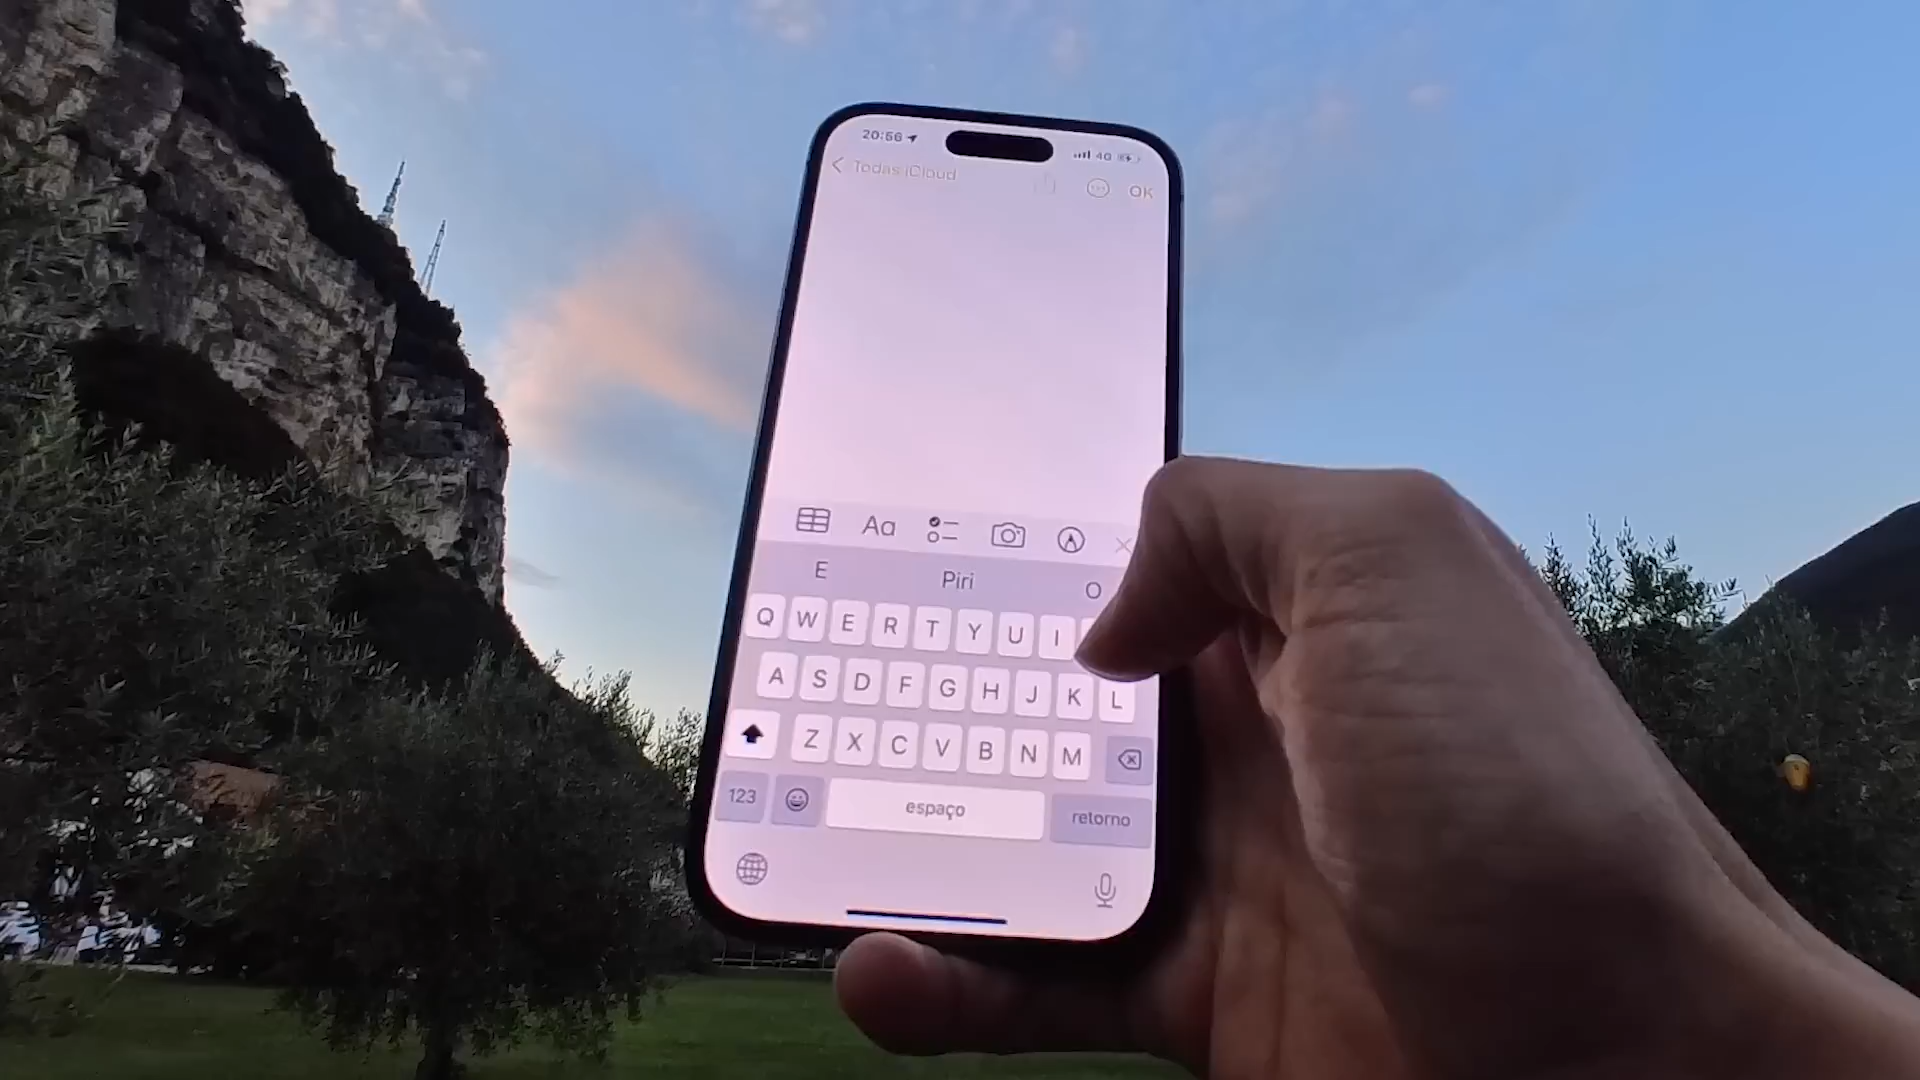 20:56 4G
Todas iCloud OK
Aa
E Piri O
Q W E R T Y U I
A S D F G H J K L
Z X C V B N M
123 espaço retorno